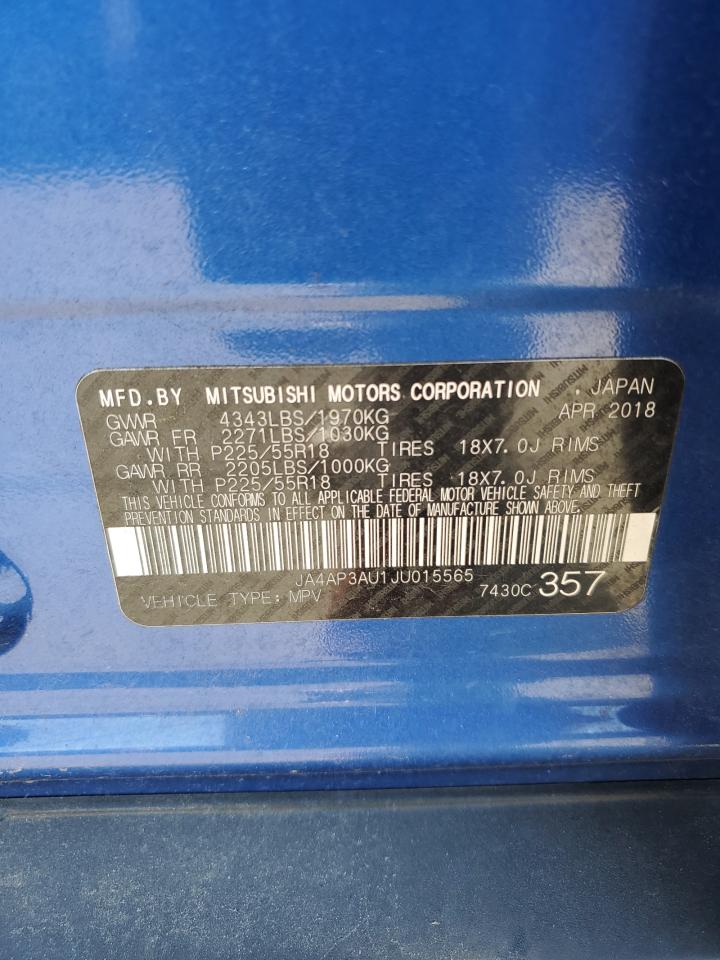 MFD.BY MITSUBISHI MOTORS CORPORATION , JAPAN
GVWR 4343LBS/1970KG APR 2018
GAWR FR 2271LBS/1030KG
WITH P225/55R18 TIRES 18X7.0J RIMS
GAWR RR 2205LBS/1000KG
WITH P225/55R18 TIRES 18X7.0J RIMS
THIS VEHICLE CONFORMS TO ALL APPLICABLE FEDERAL MOTOR VEHICLE SAFETY AND THEFT
PREVENTION STANDARDS IN EFFECT ON THE DATE OF MANUFACTURE SHOWN ABOVE.
JA4AP3AU1JU015565
VEHICLE TYPE: MPV 7430C 357